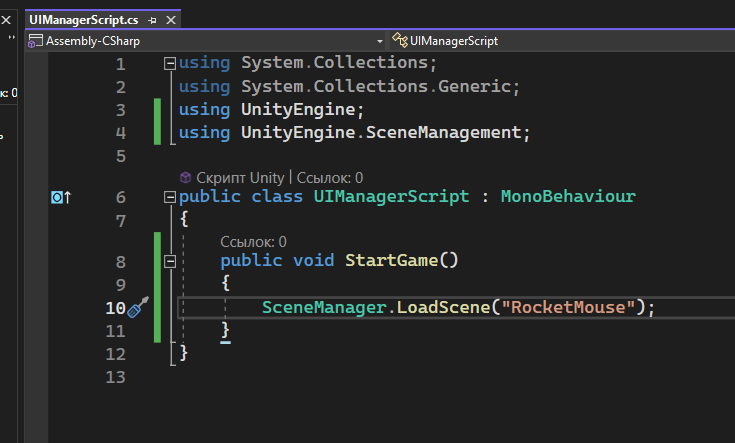 UIManagerScript.cs
Assembly-CSharp
UIManagerScript
к: 0
1 using System.Collections;
2 using System.Collections.Generic;
3 using UnityEngine;
4 using UnityEngine.SceneManagement;
5
Скрипт Unity | Ссылок: 0
6 public class UIManagerScript : MonoBehaviour
7 {
Ссылок: 0
8 public void StartGame()
9 {
10 SceneManager.LoadScene("RocketMouse");
11 }
12 }
13